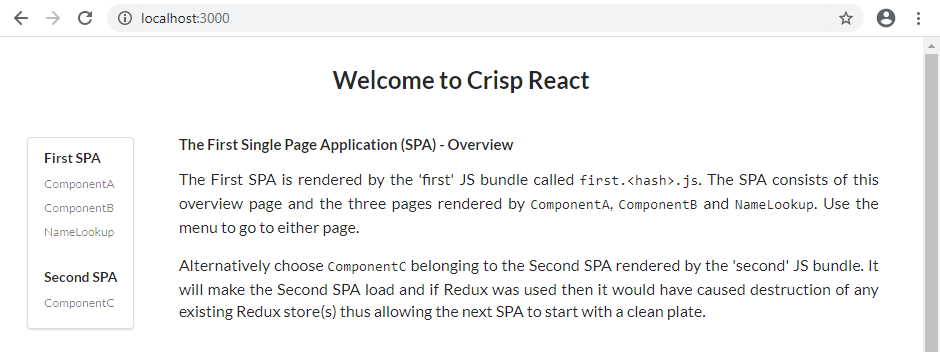 localhost:3000
Welcome to Crisp React
First SPA
ComponentA
ComponentB
NameLookup
Second SPA
ComponentC
The First Single Page Application (SPA) - Overview
The First SPA is rendered by the 'first' JS bundle called first.<hash>.js. The SPA consists of this
overview page and the three pages rendered by ComponentA, ComponentB and NameLookup. Use the
menu to go to either page.
Alternatively choose ComponentC belonging to the Second SPA rendered by the 'second' JS bundle. It
will make the Second SPA load and if Redux was used then it would have caused destruction of any
existing Redux store(s) thus allowing the next SPA to start with a clean plate.